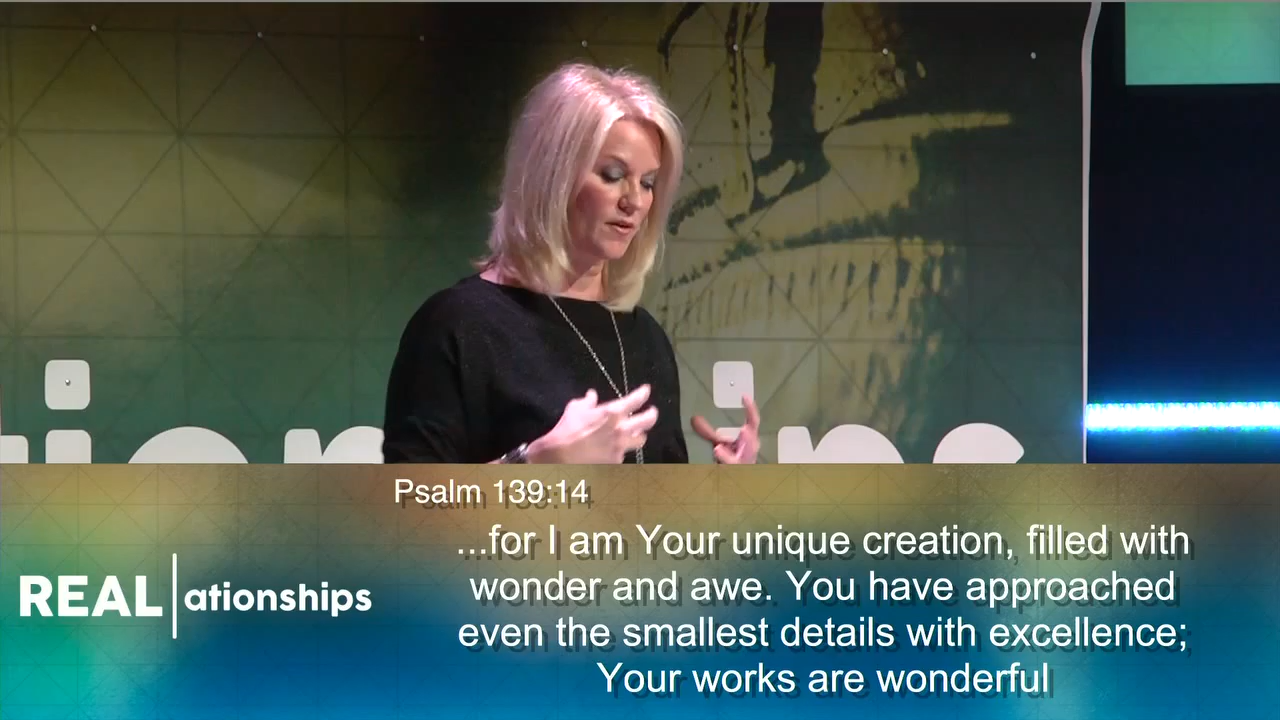 Psalm 139:14
...for I am Your unique creation, filled with
wonder and awe. You have approached
even the smallest details with excellence;
Your works are wonderful
REAL|ationships